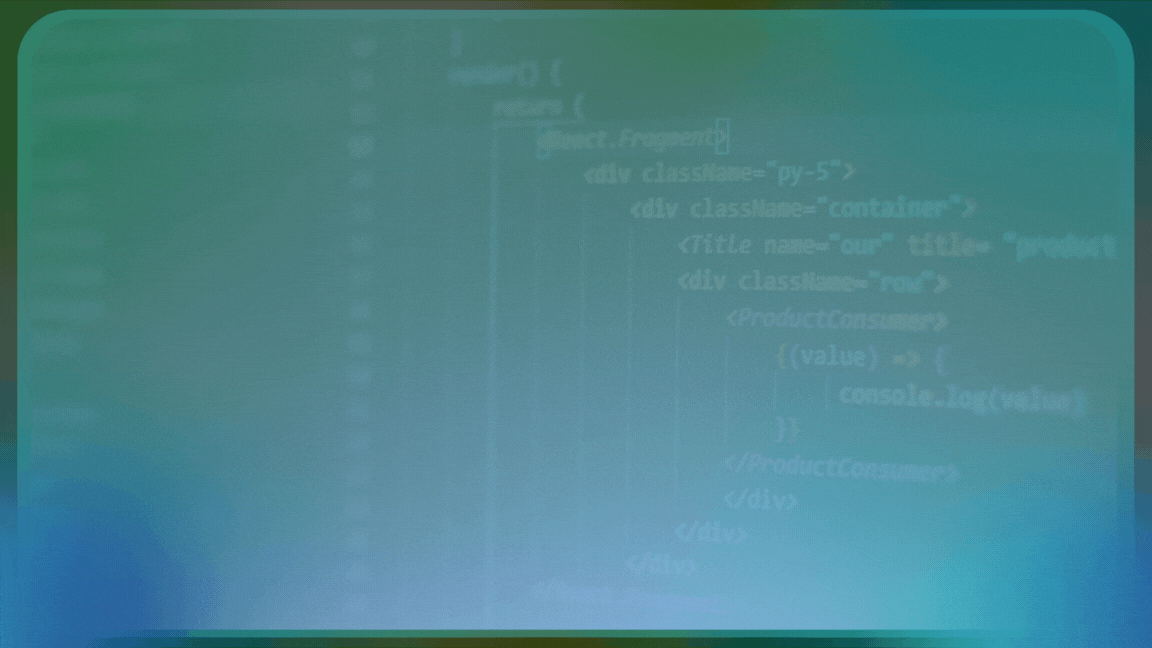 }
render() {
return (
<React.Fragment>
<div className="py-5">
<div className="container">
<Title name="our" title= "product
<div className="row">
<ProductConsumer>
{(value) => {
console.log(value)
}}
</ProductConsumer>
</div>
</div>
</div>